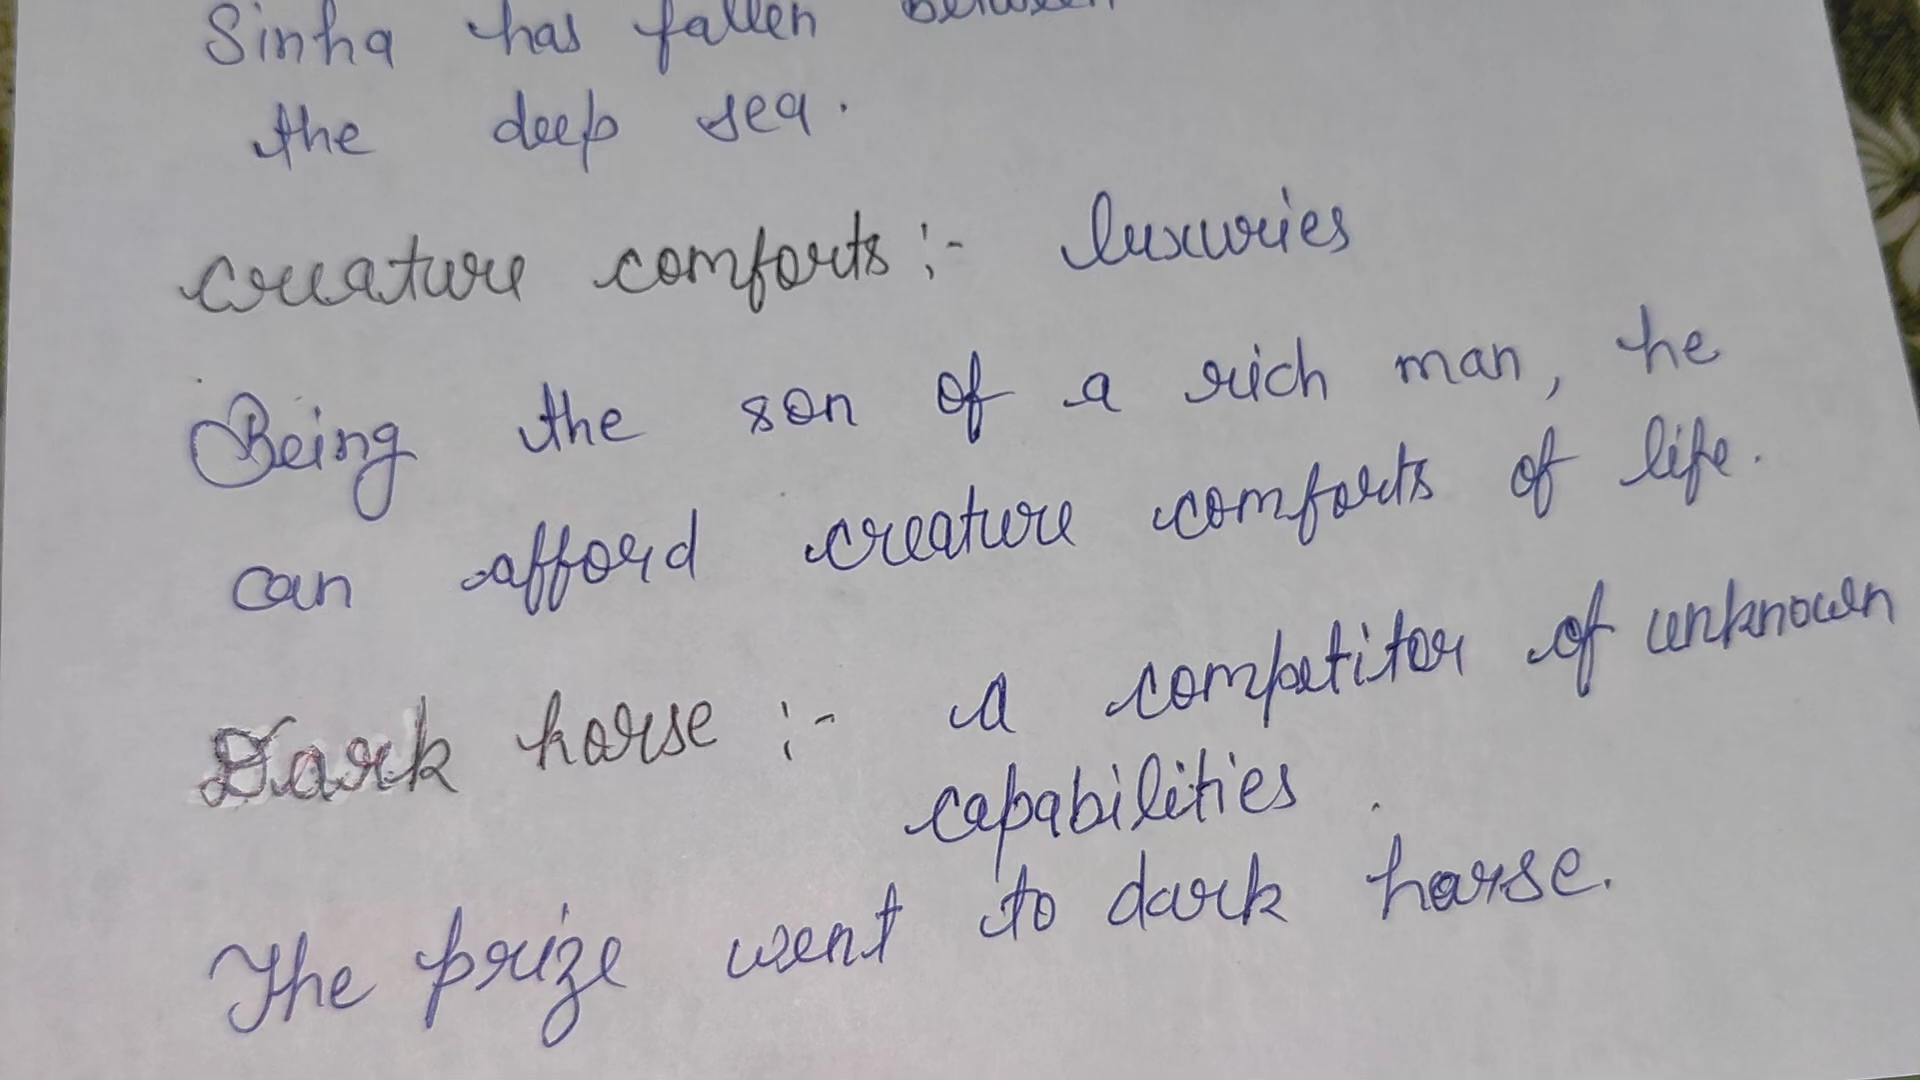 Sinha has fallen between
the deep sea.
creature comforts :- luxuries
Being the son of a rich man, he
can afford creature comforts of life.
Dark horse :- a competitor of unknown
capabilities.
The prize went to dark horse.